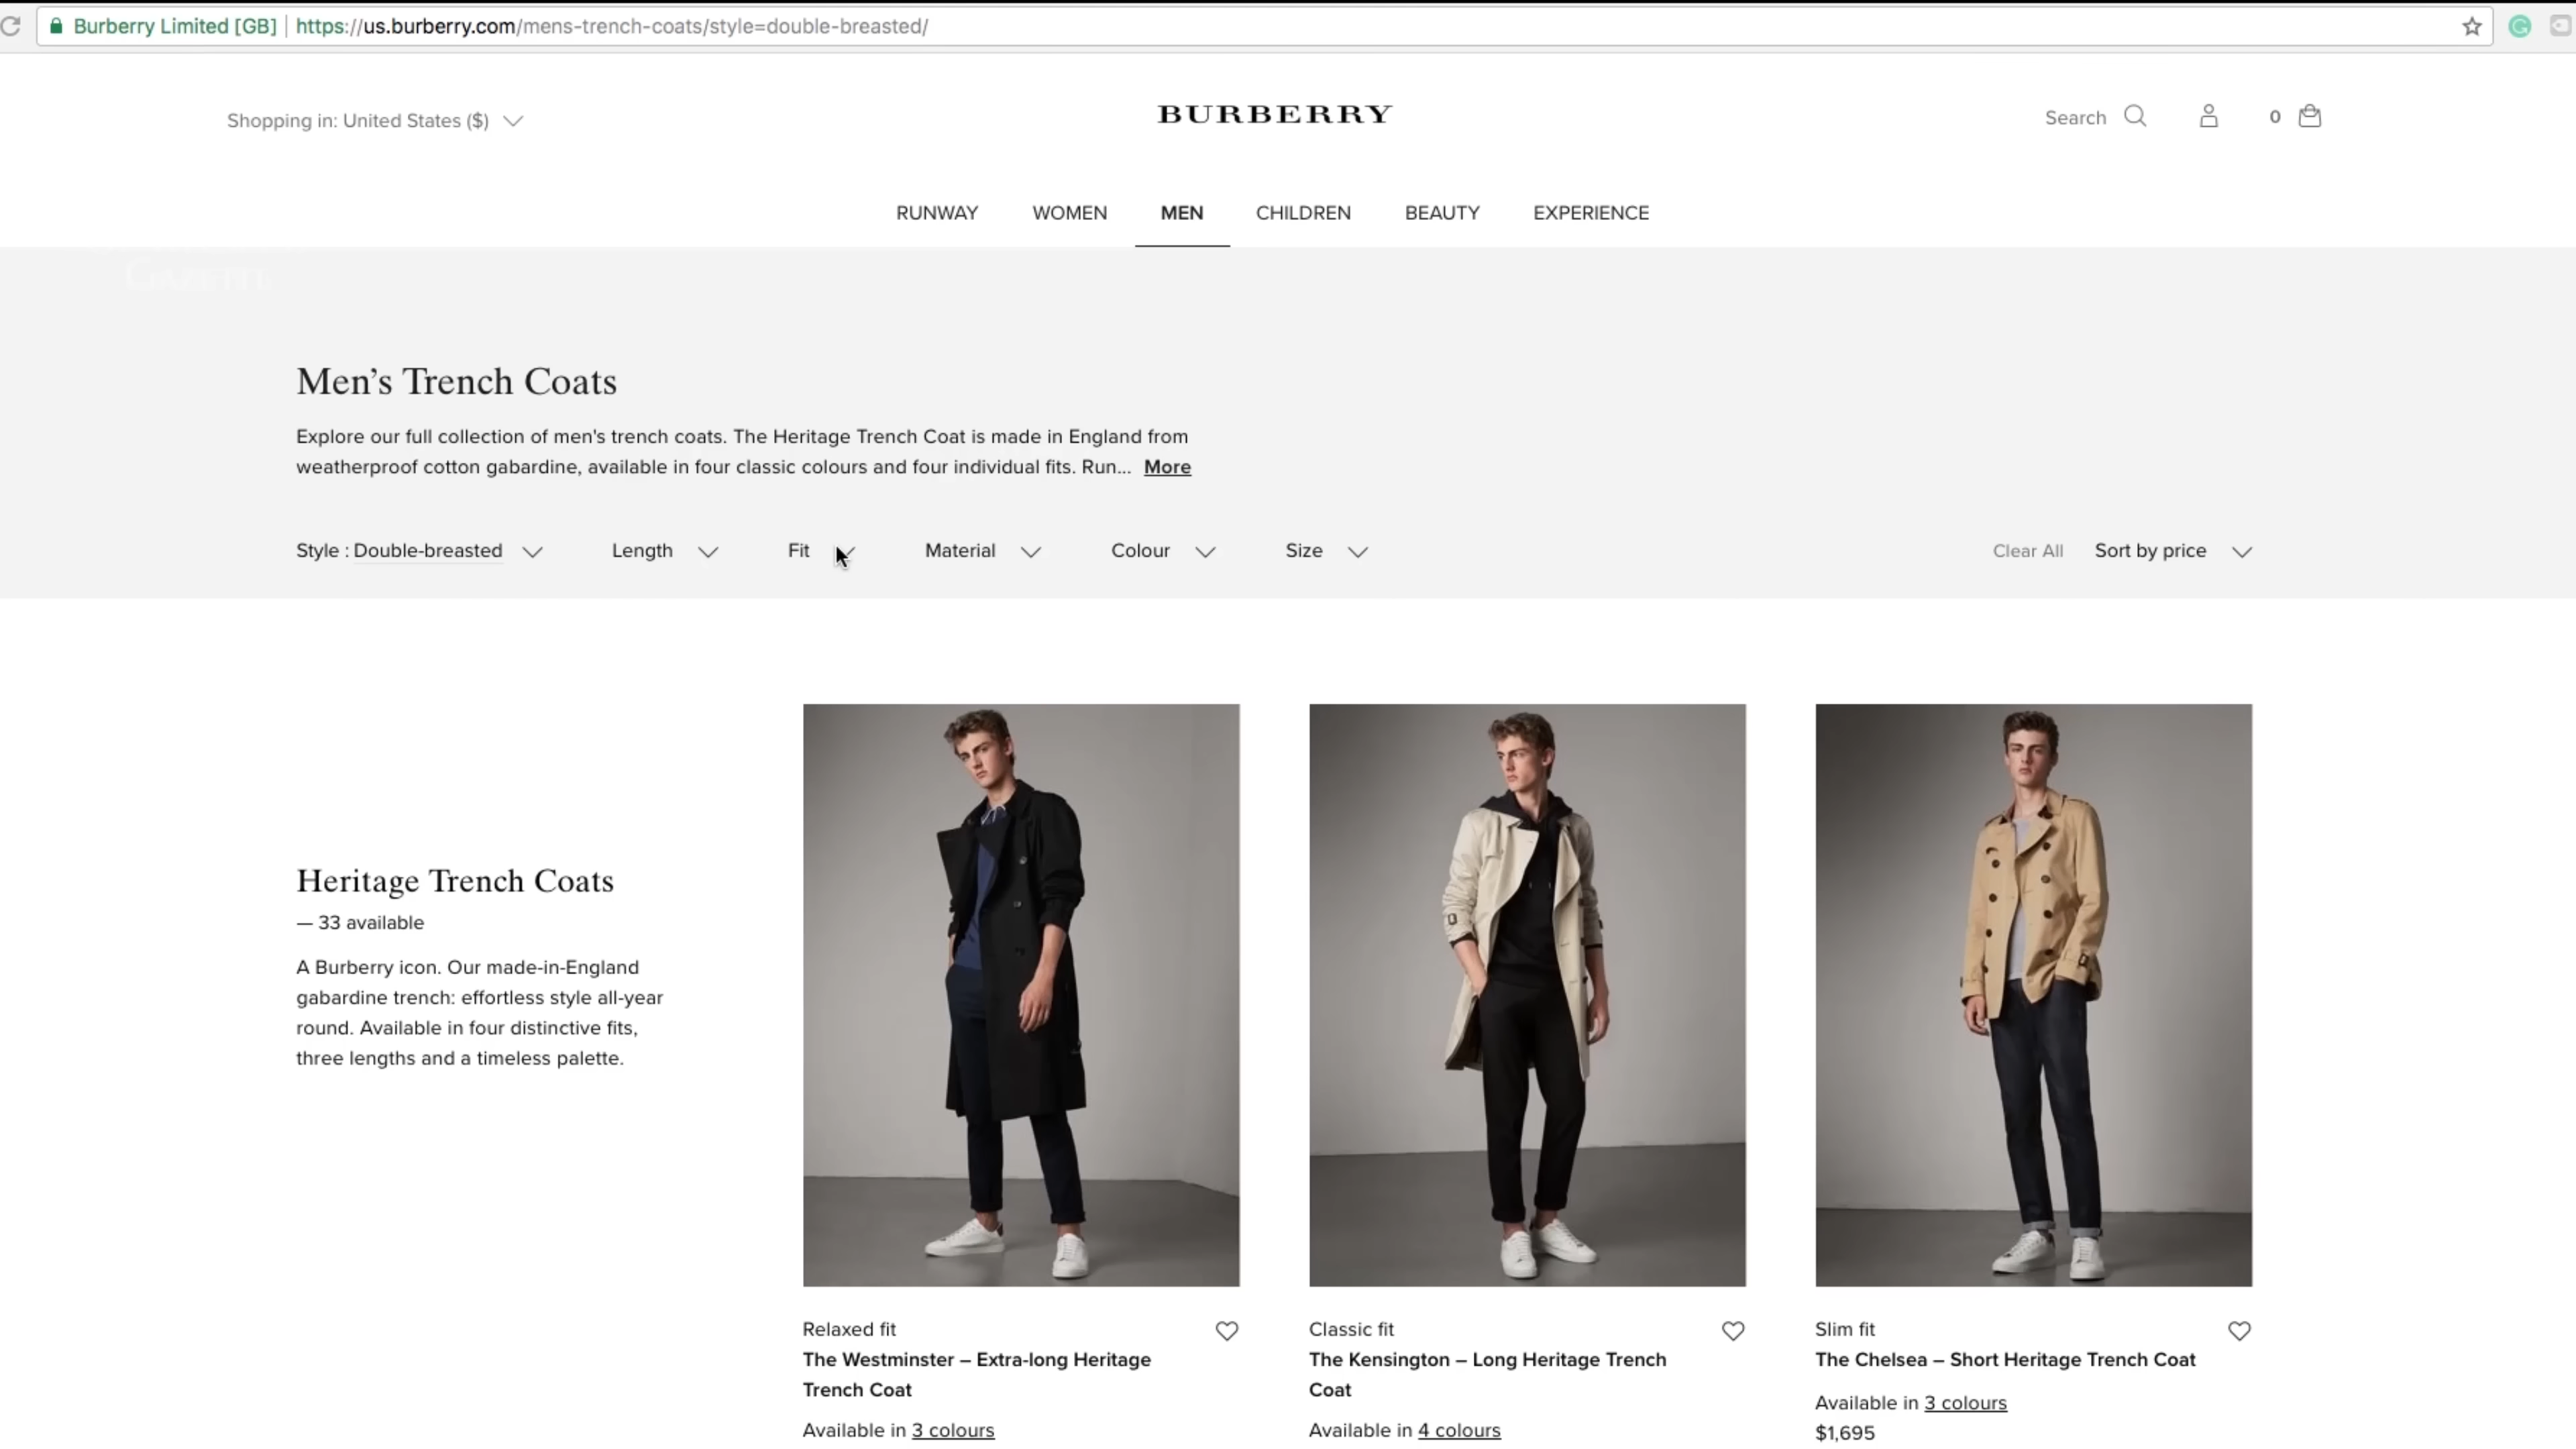 Burberry Limited [GB] https://us.burberry.com/mens-trench-coats/style=double-breasted/
Shopping in: United States ($)
BURBERRY
Search 0
RUNWAY WOMEN MEN CHILDREN BEAUTY EXPERIENCE
Men's Trench Coats
Explore our full collection of men's trench coats. The Heritage Trench Coat is made in England from
weatherproof cotton gabardine, available in four classic colours and four individual fits. Run... More
Style : Double-breasted Length Fit Material Colour Size Clear All Sort by price
Heritage Trench Coats
— 33 available
A Burberry icon. Our made-in-England
gabardine trench: effortless style all-year
round. Available in four distinctive fits,
three lengths and a timeless palette.
Relaxed fit
The Westminster – Extra-long Heritage
Trench Coat
Available in 3 colours
Classic fit
The Kensington – Long Heritage Trench
Coat
Available in 4 colours
Slim fit
The Chelsea – Short Heritage Trench Coat
Available in 3 colours
$1,695